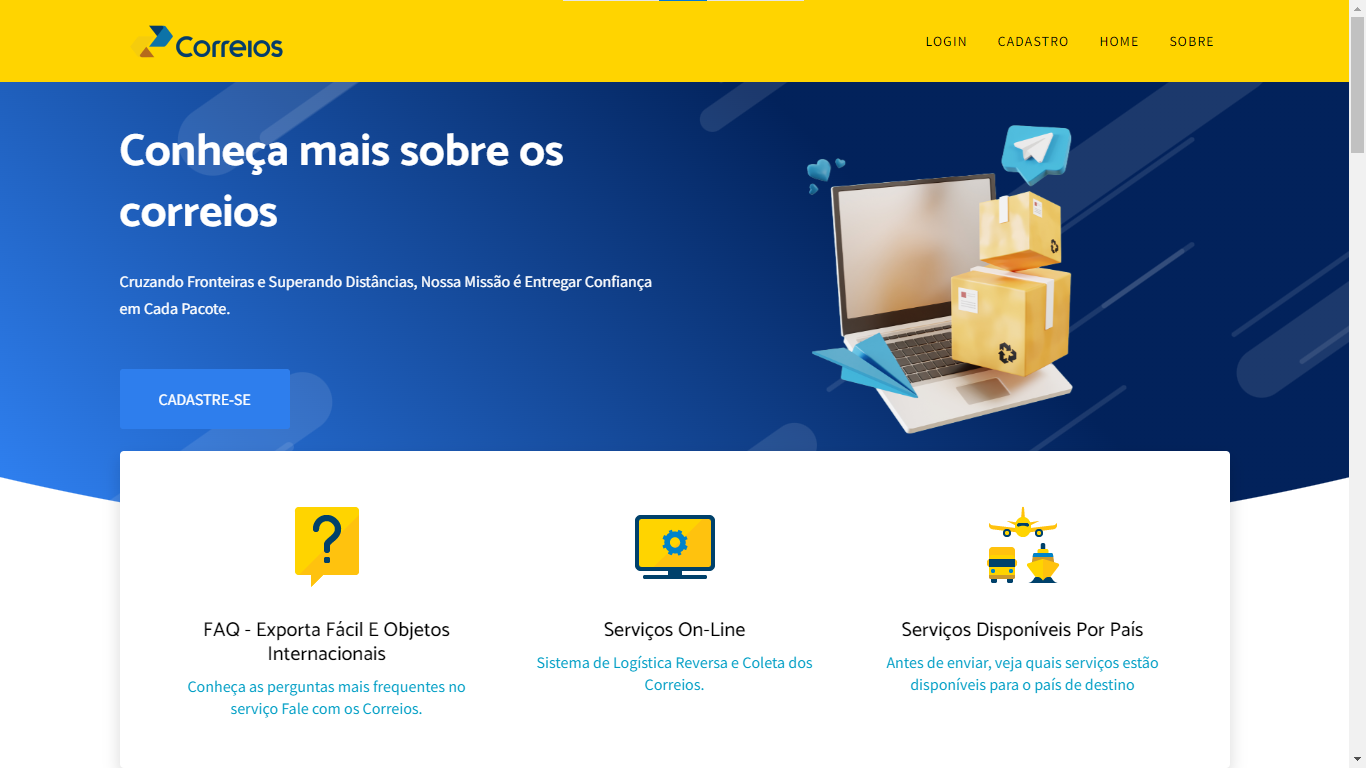 Correios
LOGIN CADASTRO HOME SOBRE
Conheça mais sobre os
correios
Cruzando Fronteiras e Superando Distâncias, Nossa Missão é Entregar Confiança
em Cada Pacote.
CADASTRE-SE
FAQ - Exporta Fácil E Objetos
Internacionais
Conheça as perguntas mais frequentes no
serviço Fale com os Correios.
Serviços On-Line
Sistema de Logística Reversa e Coleta dos
Correios.
Serviços Disponíveis Por País
Antes de enviar, veja quais serviços estão
disponíveis para o país de destino